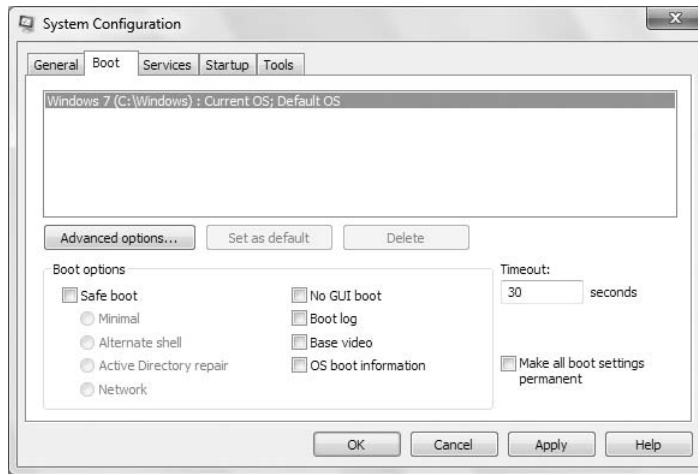 System Configuration
General Boot Services Startup Tools
Windows 7 (C:\Windows) : Current OS; Default OS
Advanced options... Set as default Delete
Boot options
Timeout:
Safe boot
No GUI boot
30 seconds
Minimal
Boot log
Alternate shell
Base video
Active Directory repair
OS boot information
Make all boot settings
permanent
Network
OK Cancel Apply Help